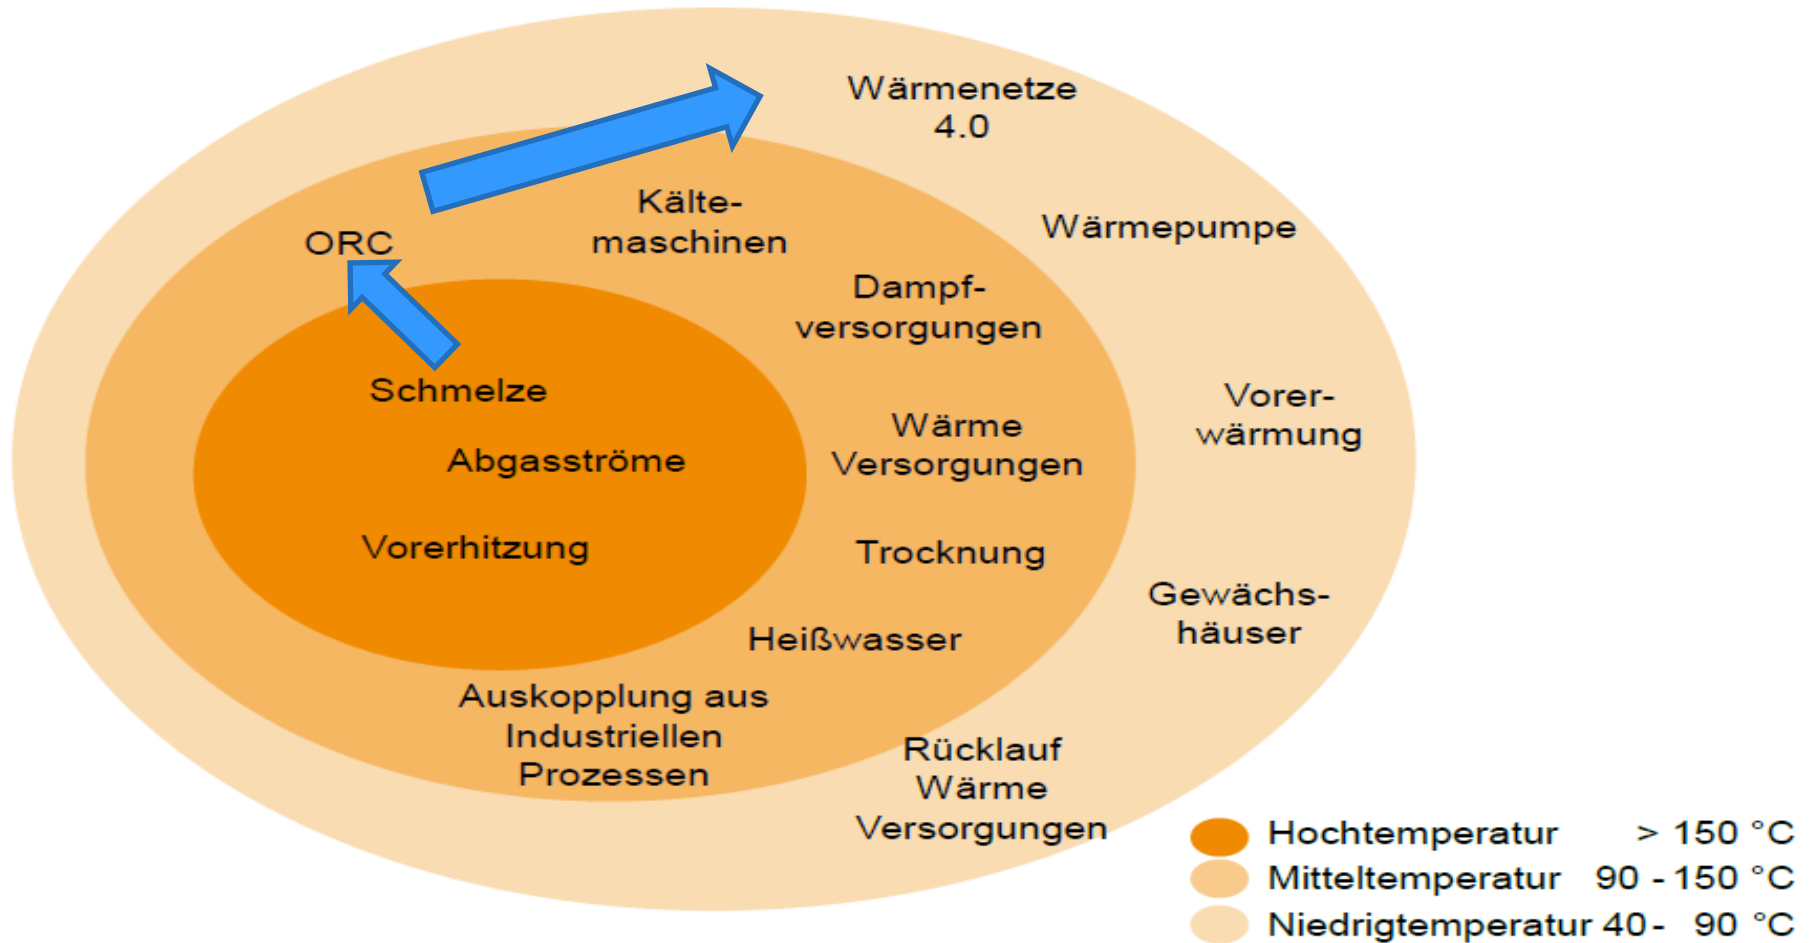 Wärmenetze
4.0
Kälte-
maschinen
ORC
Wärmepumpe
Dampf-
versorgungen
Schmelze
Vorer-
wärmung
Wärme
Versorgungen
Abgasströme
Vorerhitzung
Trocknung
Gewächs-
häuser
Heißwasser
Auskopplung aus
Industriellen
Prozessen
Rücklauf
Wärme
Versorgungen
Hochtemperatur > 150 °C
Mitteltemperatur 90 - 150 °C
Niedrigtemperatur 40 - 90 °C